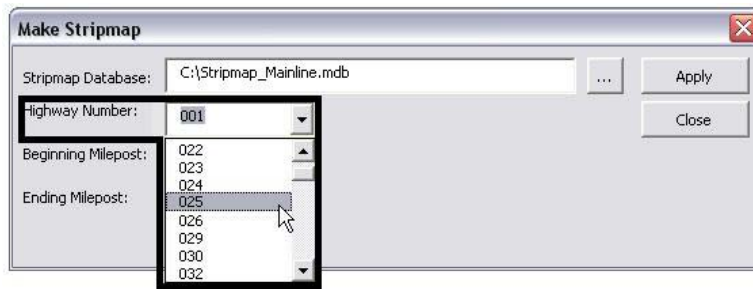 Make Stripmap
Stripmap Database: C:\Stripmap_Mainline.mdb ... Apply
Highway Number: 001 Close
Beginning Milepost:
Ending Milepost:
022
023
024
025
026
029
030
032